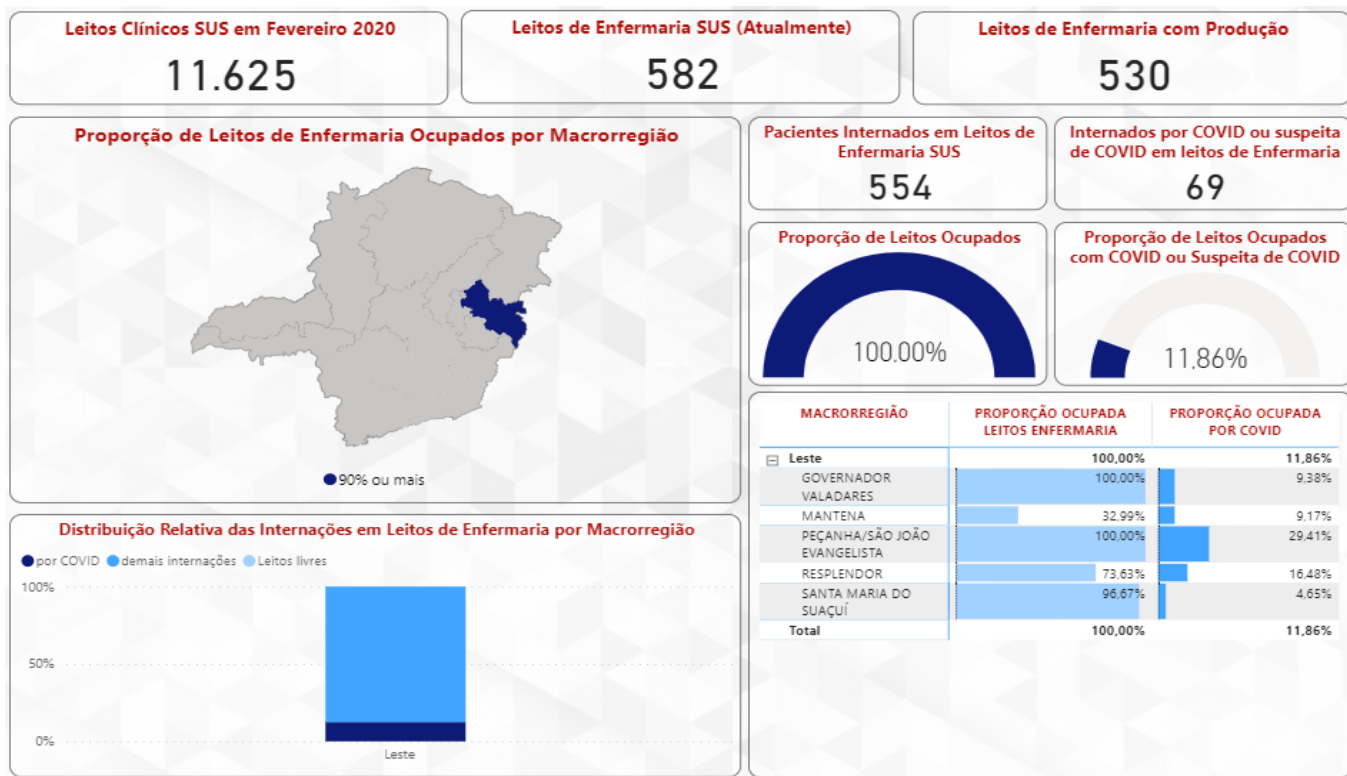 Leitos Clínicos SUS em Fevereiro 2020
11.625
Leitos de Enfermaria SUS (Atualmente)
582
Leitos de Enfermaria com Produção
530
Proporção de Leitos de Enfermaria Ocupados por Macrorregião
90% ou mais
Pacientes Internados em Leitos de
Enfermaria SUS
554
Internados por COVID ou suspeita
de COVID em leitos de Enfermaria
69
Proporção de Leitos Ocupados
100,00%
Proporção de Leitos Ocupados
com COVID ou Suspeita de COVID
11,86%
Distribuição Relativa das Internações em Leitos de Enfermaria por Macrorregião
por COVID demais internações Leitos livres
100%
50%
0%
Leste
MACRORREGIÃO PROPORÇÃO OCUPADA PROPORÇÃO OCUPADA
LEITOS ENFERMARIA POR COVID
Leste 100,00% 11,86%
GOVERNADOR 100,00% 9,38%
VALADARES
MANTENA 32,99% 9,17%
PEÇANHA/SÃO JOÃO 100,00% 29,41%
EVANGELISTA
RESPLENDOR 73,63% 16,48%
SANTA MARIA DO 96,67% 4,65%
SUAÇUÍ
Total 100,00% 11,86%